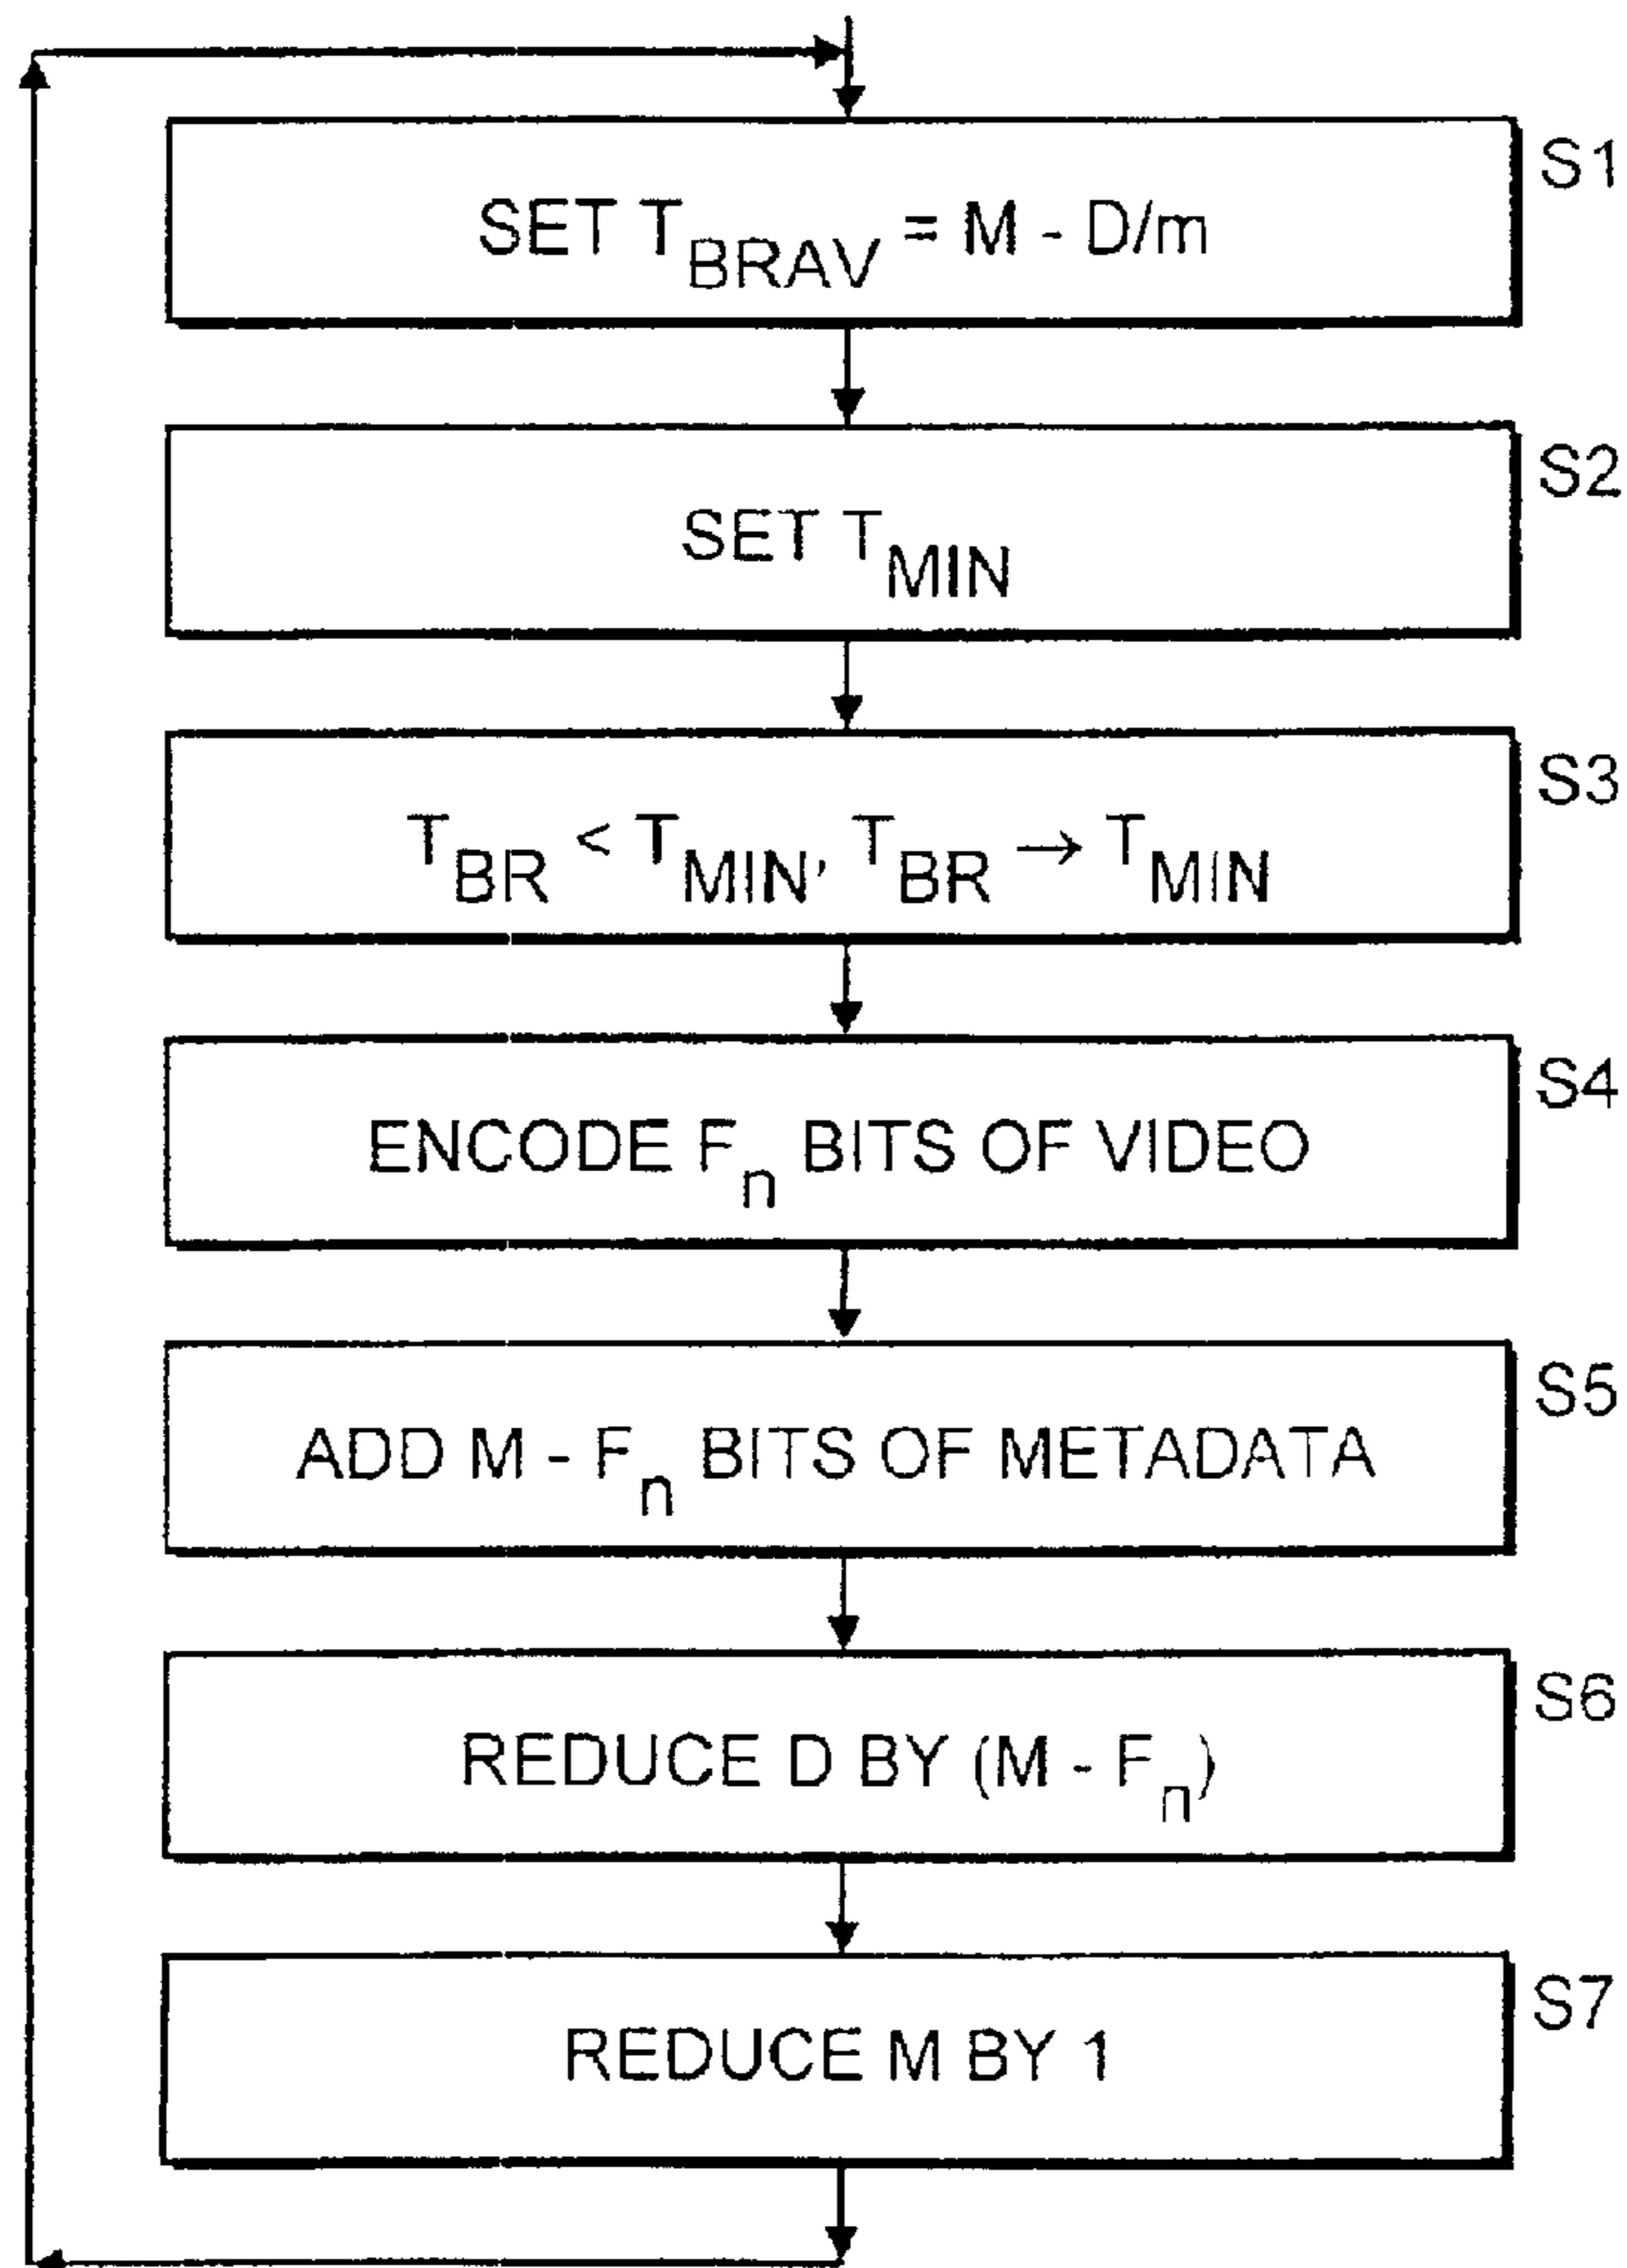 S1
SET T_BRAV = M - D/m
S2
SET T_MIN
S3
T_BR < T_MIN, T_BR → T_MIN
S4
ENCODE F_n BITS OF VIDEO
S5
ADD M - F_n BITS OF METADATA
S6
REDUCE D BY (M - F_n)
S7
REDUCE M BY 1